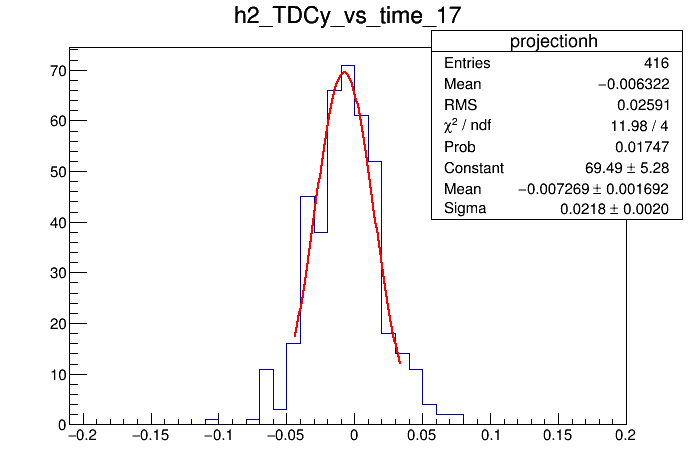 h2_TDCy_vs_time_17
projectionh
Entries 416
Mean −0.006322
RMS 0.02591
χ² / ndf 11.98 / 4
Prob 0.01747
Constant 69.49 ± 5.28
Mean −0.007269 ± 0.001692
Sigma 0.0218 ± 0.0020
70
60
50
40
30
20
10
0
−0.2 −0.15 −0.1 −0.05 0 0.05 0.1 0.15 0.2